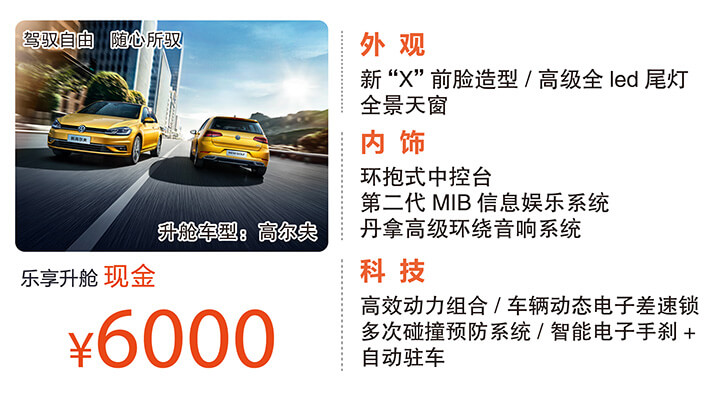 驾驭自由 随心所驭
升舱车型：高尔夫
乐享升舱 现金
¥6000
外 观
新“X”前脸造型 / 高级全 led 尾灯
全景天窗
内 饰
环抱式中控台
第二代 MIB 信息娱乐系统
丹拿高级环绕音响系统
科 技
高效动力组合 / 车辆动态电子差速锁
多次碰撞预防系统 / 智能电子手刹 +
自动驻车